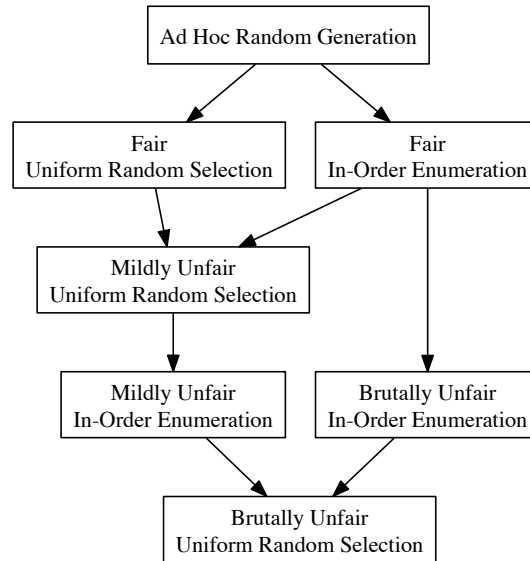 Ad Hoc Random Generation
Fair
Uniform Random Selection
Fair
In-Order Enumeration
Mildly Unfair
Uniform Random Selection
Mildly Unfair
In-Order Enumeration
Brutally Unfair
In-Order Enumeration
Brutally Unfair
Uniform Random Selection